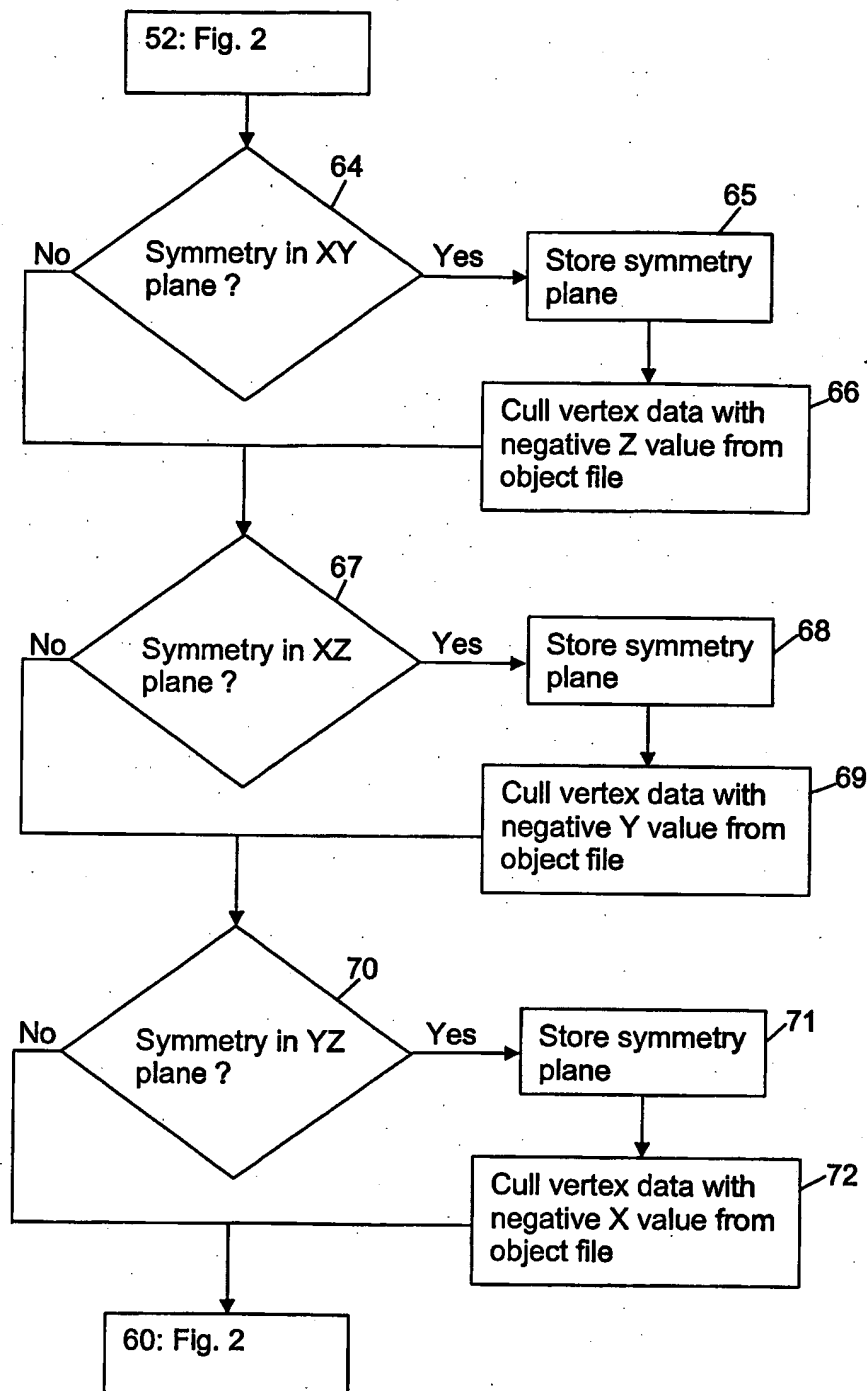 52: Fig. 2
64
65
No
Symmetry in XY
plane ?
Yes
Store symmetry
plane
66
Cull vertex data with
negative Z value from
object file
67
68
No
Symmetry in XZ
plane ?
Yes
Store symmetry
plane
69
Cull vertex data with
negative Y value from
object file
70
71
No
Symmetry in YZ
plane ?
Yes
Store symmetry
plane
72
Cull vertex data with
negative X value from
object file
60: Fig. 2